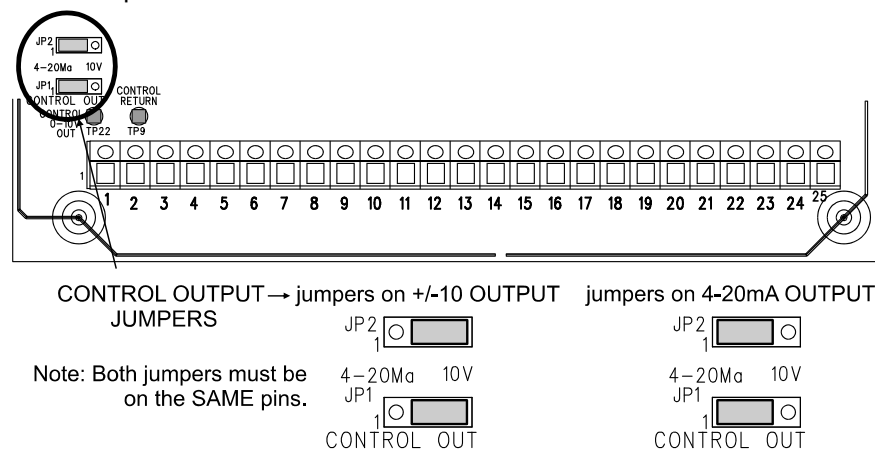 JP2
1
4-20Ma 10V
JP1
1
CONTROL OUT
CONTROL
0-10V
OUT
TP22
CONTROL
RETURN
TP9
1
1 2 3 4 5 6 7 8 9 10 11 12 13 14 15 16 17 18 19 20 21 22 23 24 25
CONTROL OUTPUT → jumpers on +/-10 OUTPUT
JUMPERS
Note: Both jumpers must be
on the SAME pins.
JP2
1
4-20Ma 10V
JP1
1
CONTROL OUT
jumpers on 4-20mA OUTPUT
JP2
1
4-20Ma 10V
JP1
1
CONTROL OUT